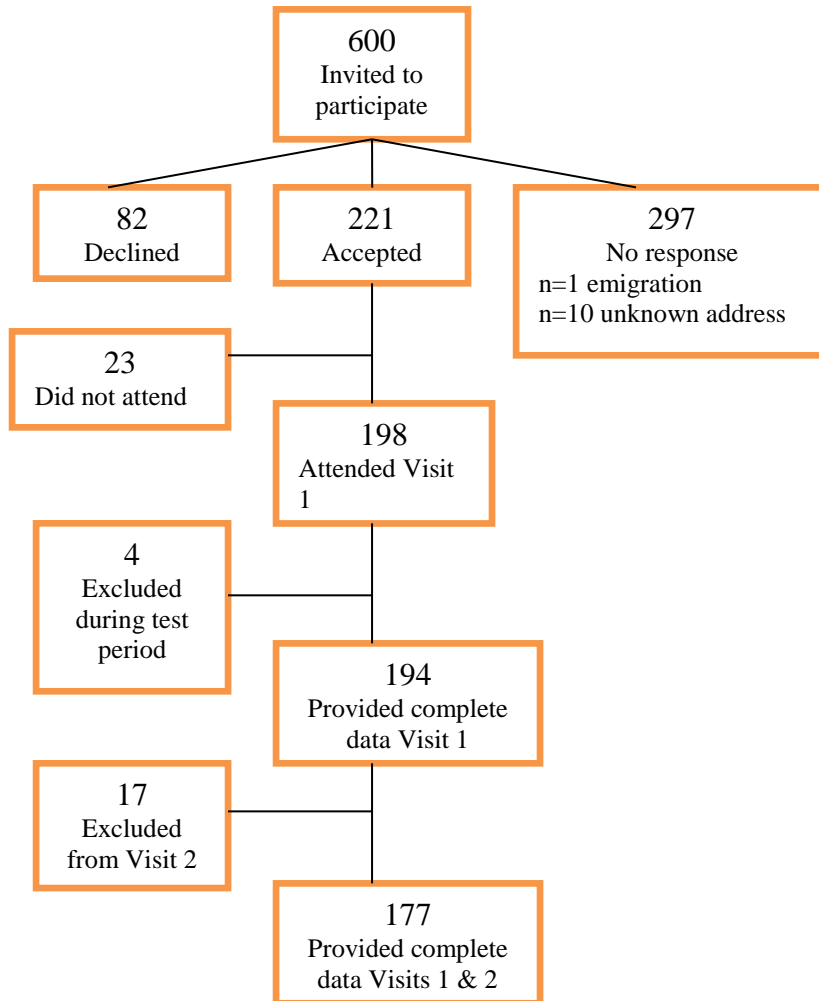 600
Invited to
participate
82
Declined
221
Accepted
297
No response
n=1 emigration
n=10 unknown address
23
Did not attend
198
Attended Visit
1
4
Excluded
during test
period
194
Provided complete
data Visit 1
17
Excluded
from Visit 2
177
Provided complete
data Visits 1 & 2